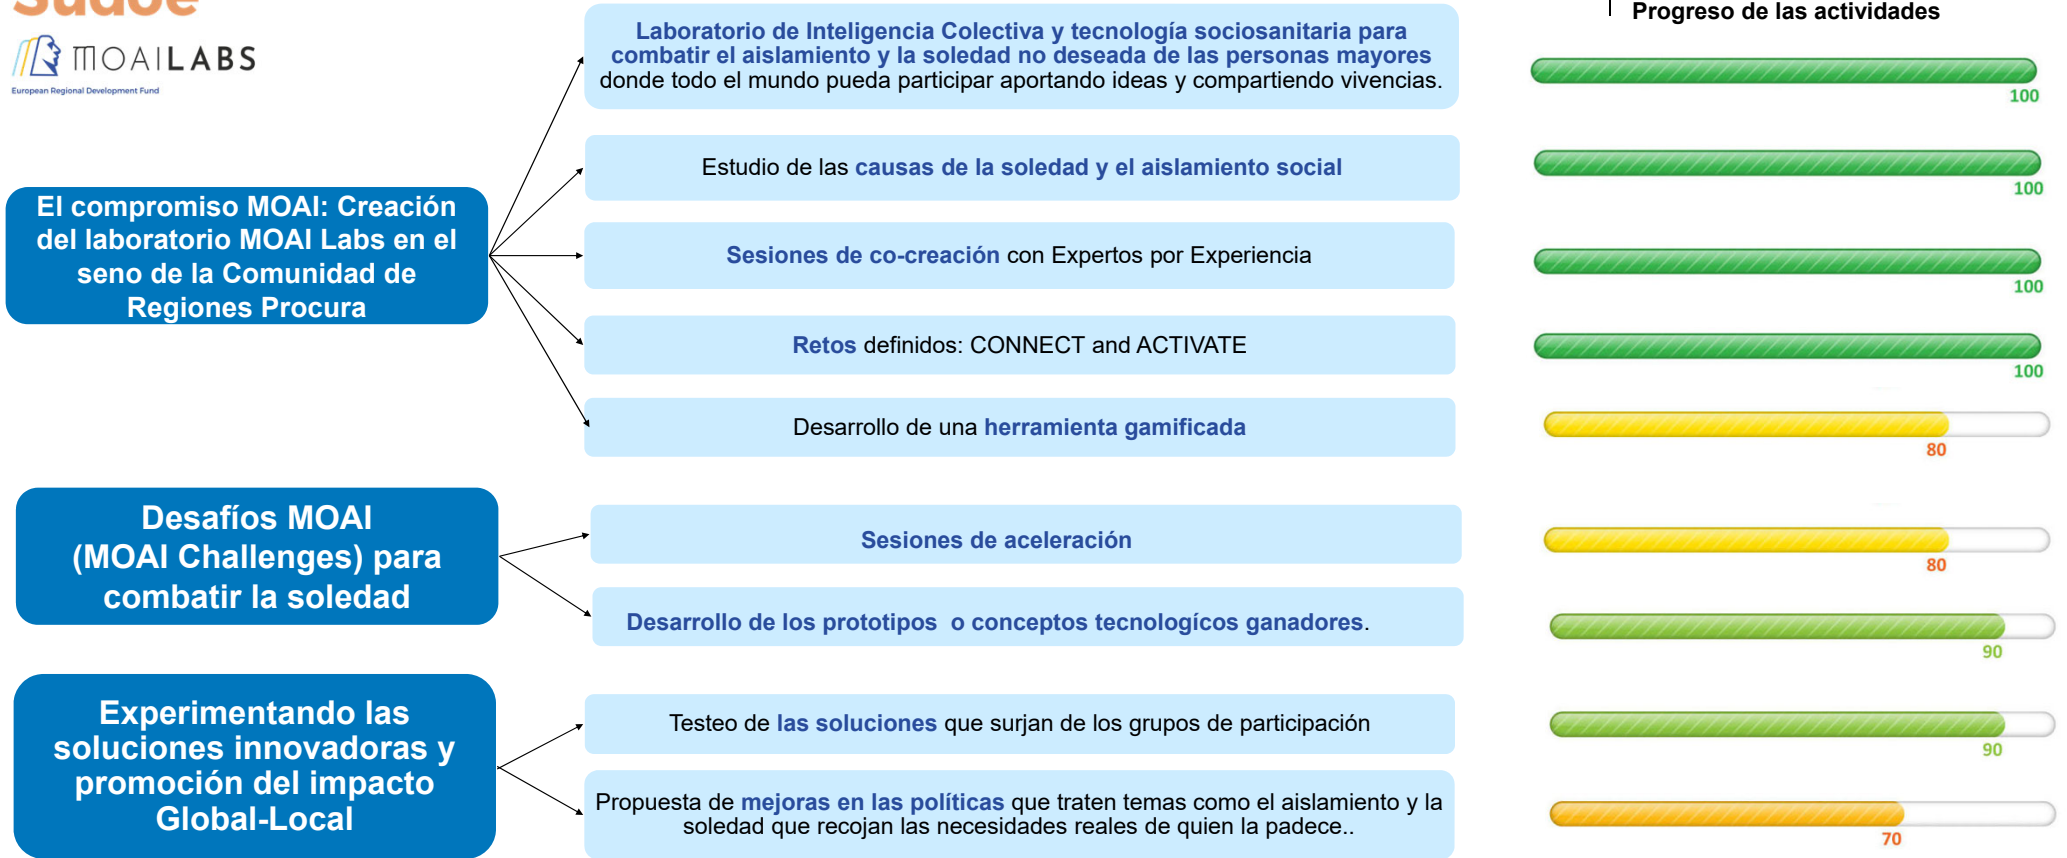 Sudoe
MOAILABS
European Regional Development Fund
Progreso de las actividades
El compromiso MOAI: Creación
del laboratorio MOAI Labs en el
seno de la Comunidad de
Regiones Procura
Laboratorio de Inteligencia Colectiva y tecnología sociosanitaria para
combatir el aislamiento y la soledad no deseada de las personas mayores
donde todo el mundo pueda participar aportando ideas y compartiendo vivencias.
100
Estudio de las causas de la soledad y el aislamiento social
100
Sesiones de co-creación con Expertos por Experiencia
100
Retos definidos: CONNECT and ACTIVATE
100
Desarrollo de una herramienta gamificada
80
Desafíos MOAI
(MOAI Challenges) para
combatir la soledad
Sesiones de aceleración
80
Desarrollo de los prototipos  o conceptos tecnologícos ganadores.
90
Experimentando las
soluciones innovadoras y
promoción del impacto
Global-Local
Testeo de las soluciones que surjan de los grupos de participación
90
Propuesta de mejoras en las políticas que traten temas como el aislamiento y la
soledad que recojan las necesidades reales de quien la padece..
70